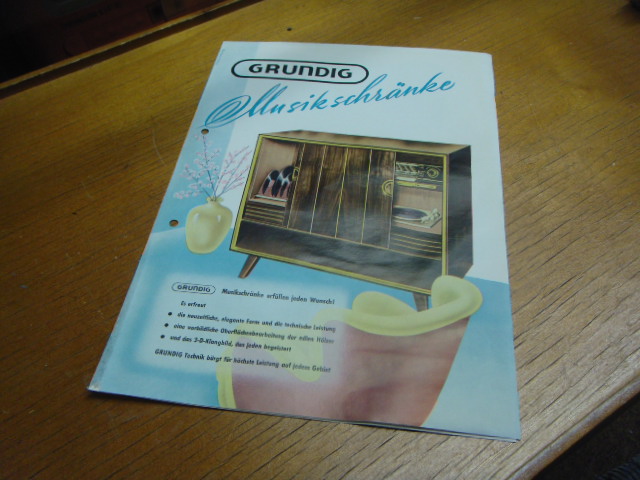 GRUNDIG
Musikschränke
GRUNDIG Musikschränke erfüllen jeden Wunsch!
Es erfreut
• die neuzeitliche, elegante Form und die technische Leistung
• eine vorbildliche Oberflächenbearbeitung der edlen Hölzer
• und das 3-D-Klangbild, das jeden begeistert
GRUNDIG Technik bürgt für höchste Leistung auf jedem Gebiet